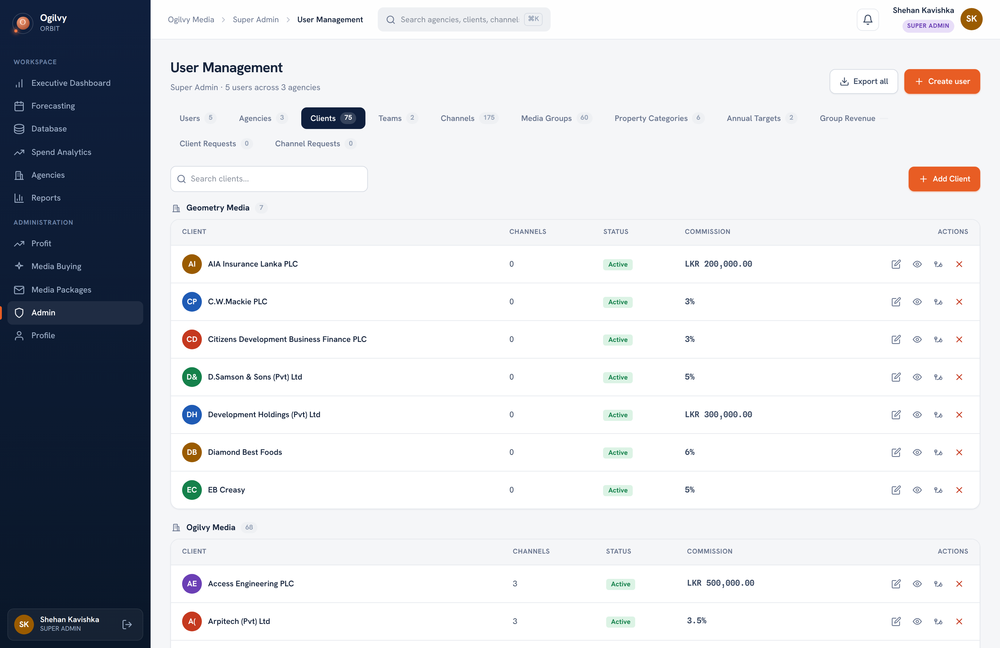 O
Ogilvy
ORBIT
WORKSPACE
Executive Dashboard
Forecasting
Database
Spend Analytics
Agencies
Reports
ADMINISTRATION
Profit
Media Buying
Media Packages
Admin
Profile
SK
Shehan Kavishka
SUPER ADMIN
Ogilvy Media > Super Admin > User Management
Search agencies, clients, channel
⌘K
Shehan Kavishka
SUPER ADMIN
SK
User Management
Super Admin · 5 users across 3 agencies
Export all
+ Create user
Users 5 Agencies 3 Clients 75 Teams 2 Channels 175 Media Groups 60 Property Categories 6 Annual Targets 2 Group Revenue
Client Requests 0 Channel Requests 0
Search clients...
+ Add Client
Geometry Media 7
CLIENT CHANNELS STATUS COMMISSION ACTIONS
AI AIA Insurance Lanka PLC 0 Active LKR 200,000.00
CP C.W.Mackie PLC 0 Active 3%
CD Citizens Development Business Finance PLC 0 Active 3%
D& D.Samson & Sons (Pvt) Ltd 0 Active 5%
DH Development Holdings (Pvt) Ltd 0 Active LKR 300,000.00
DB Diamond Best Foods 0 Active 6%
EC EB Creasy 0 Active 5%
Ogilvy Media 68
CLIENT CHANNELS STATUS COMMISSION ACTIONS
AE Access Engineering PLC 3 Active LKR 500,000.00
A( Arpitech (Pvt) Ltd 3 Active 3.5%